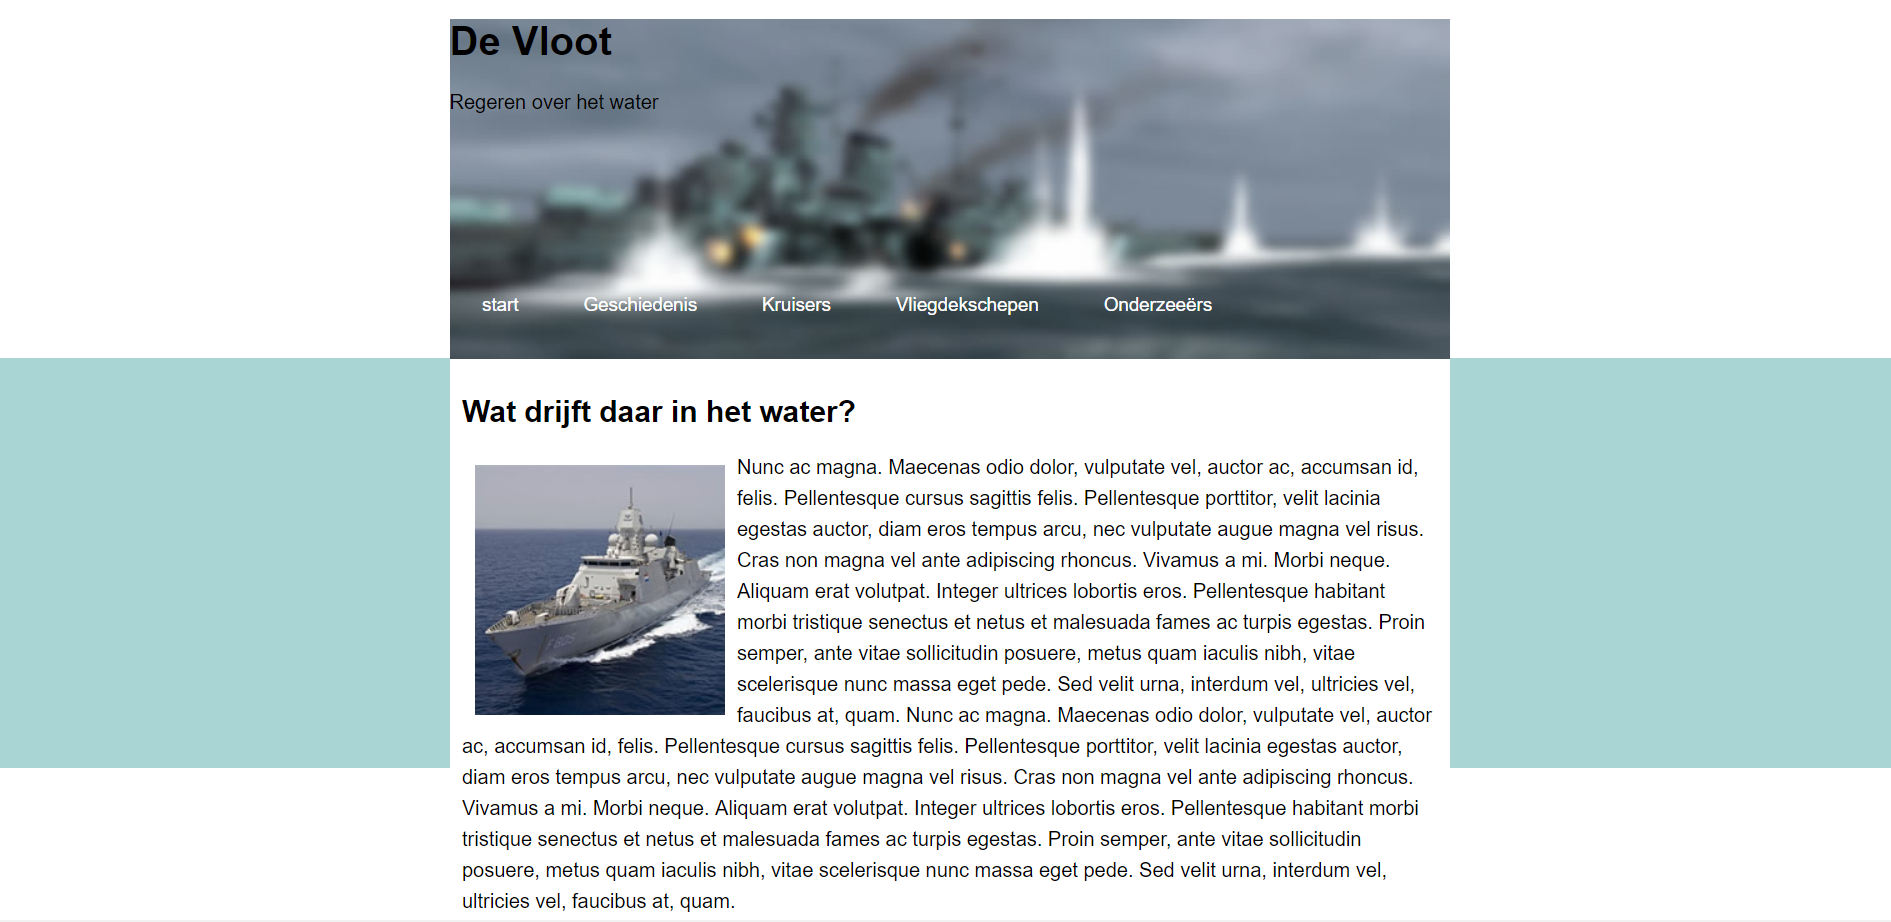 De Vloot
Regeren over het water
start Geschiedenis Kruisers Vliegdekschepen Onderzeeërs
Wat drijft daar in het water?
Nunc ac magna. Maecenas odio dolor, vulputate vel, auctor ac, accumsan id,
felis. Pellentesque cursus sagittis felis. Pellentesque porttitor, velit lacinia
egestas auctor, diam eros tempus arcu, nec vulputate augue magna vel risus.
Cras non magna vel ante adipiscing rhoncus. Vivamus a mi. Morbi neque.
Aliquam erat volutpat. Integer ultrices lobortis eros. Pellentesque habitant
morbi tristique senectus et netus et malesuada fames ac turpis egestas. Proin
semper, ante vitae sollicitudin posuere, metus quam iaculis nibh, vitae
scelerisque nunc massa eget pede. Sed velit urna, interdum vel, ultricies vel,
faucibus at, quam. Nunc ac magna. Maecenas odio dolor, vulputate vel, auctor
ac, accumsan id, felis. Pellentesque cursus sagittis felis. Pellentesque porttitor, velit lacinia egestas auctor,
diam eros tempus arcu, nec vulputate augue magna vel risus. Cras non magna vel ante adipiscing rhoncus.
Vivamus a mi. Morbi neque. Aliquam erat volutpat. Integer ultrices lobortis eros. Pellentesque habitant morbi
tristique senectus et netus et malesuada fames ac turpis egestas. Proin semper, ante vitae sollicitudin
posuere, metus quam iaculis nibh, vitae scelerisque nunc massa eget pede. Sed velit urna, interdum vel,
ultricies vel, faucibus at, quam.